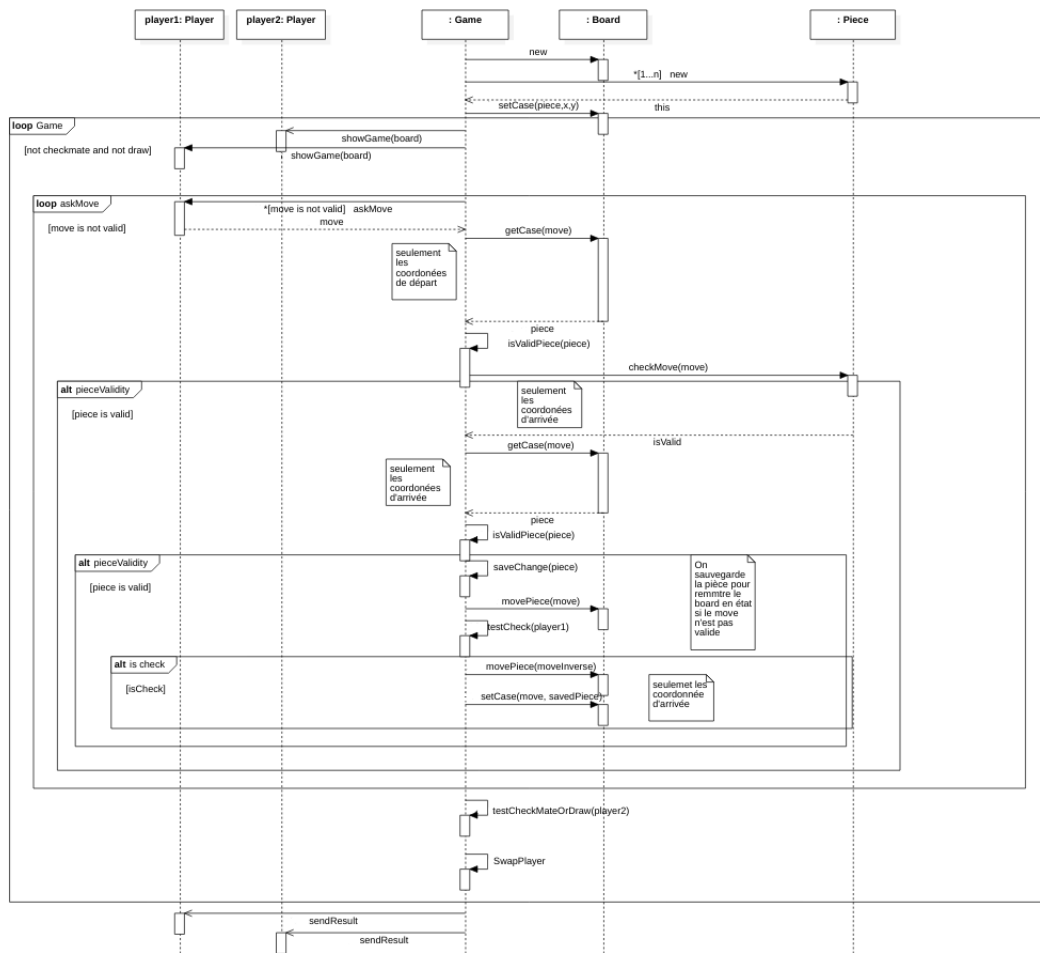 player1: Player
player2: Player
: Game
: Board
: Piece
new
*[1...n] new
this
setCase(piece,x,y)
loop Game
showGame(board)
[not checkmate and not draw]
showGame(board)
loop askMove
*[move is not valid] askMove
move
[move is not valid]
getCase(move)
seulement
les
coordonées
de départ
piece
isValidPiece(piece)
checkMove(move)
alt pieceValidity
[piece is valid]
seulement
les
coordonées
d'arrivée
isValid
getCase(move)
seulement
les
coordonées
d'arrivée
piece
isValidPiece(piece)
alt pieceValidity
[piece is valid]
saveChange(piece)
On
sauvegarde
la pièce pour
remmtre le
board en état
si le move
n'est pas
valide
movePiece(move)
testCheck(player1)
alt is check
[isCheck]
movePiece(moveInverse)
setCase(move, savedPiece)
seulemet les
coordonnée
d'arrivée
testCheckMateOrDraw(player2)
SwapPlayer
sendResult
sendResult